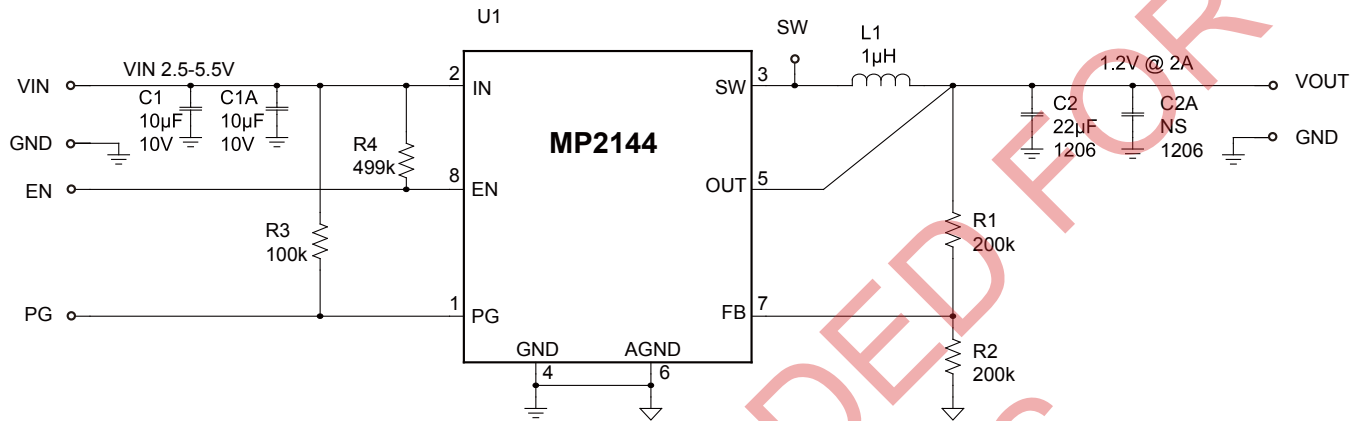 U1
MP2144
VIN
VIN 2.5-5.5V
C1
10µF
10V
C1A
10µF
10V
GND
EN
R4
499k
R3
100k
PG
2
IN
8
EN
1
PG
GND
4
AGND
6
SW
3
SW
L1
1µH
OUT
5
FB
7
1.2V @ 2A
VOUT
C2
22µF
1206
C2A
NS
1206
GND
R1
200k
R2
200k
DED FOR